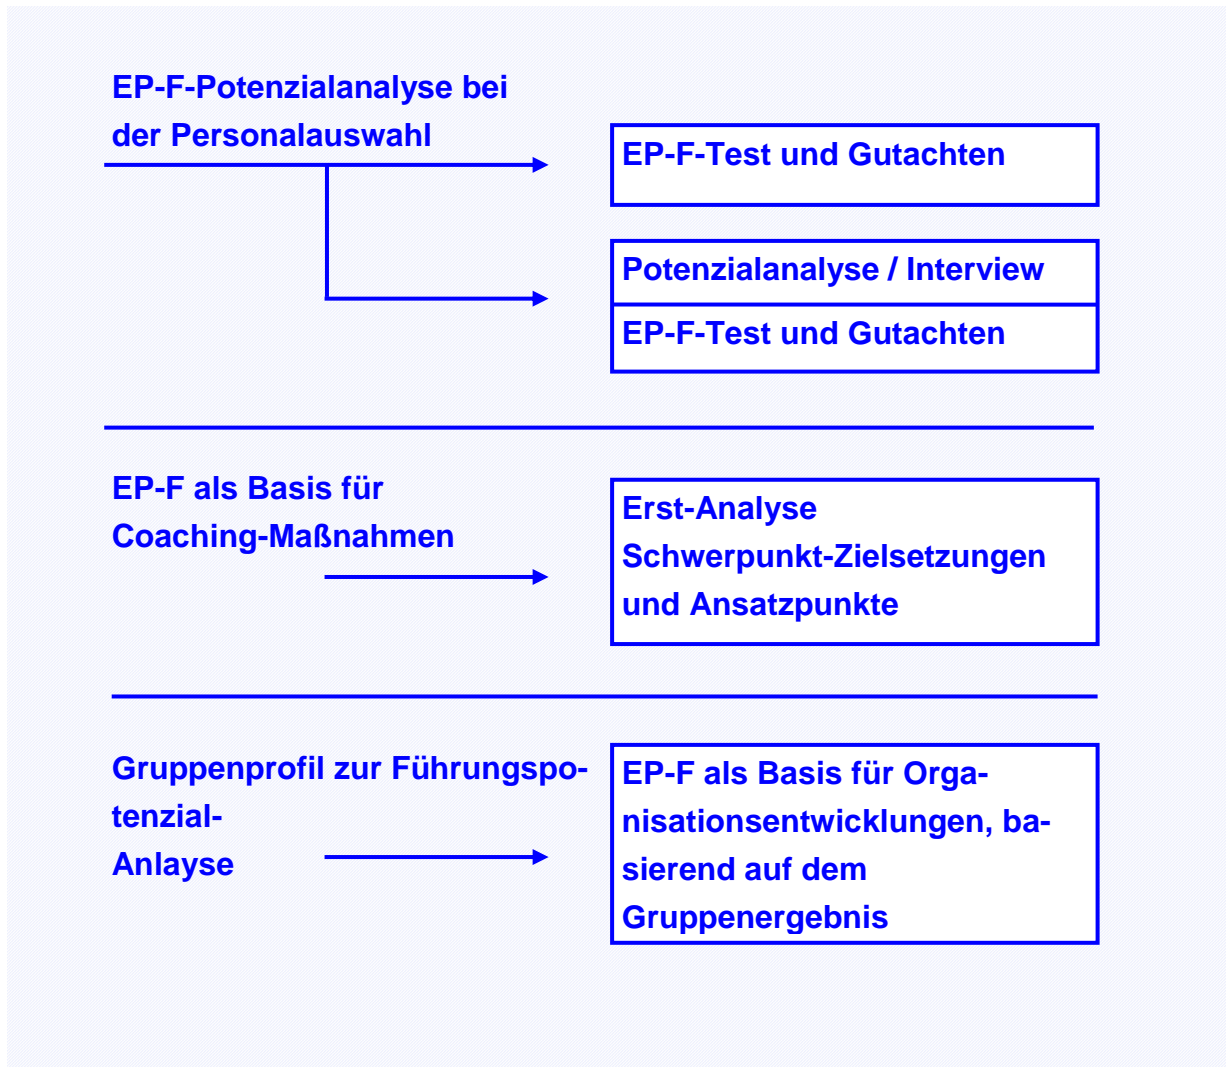 EP-F-Potenzialanalyse bei
der Personalauswahl
EP-F-Test und Gutachten
Potenzialanalyse / Interview
EP-F-Test und Gutachten
EP-F als Basis für
Coaching-Maßnahmen
Erst-Analyse
Schwerpunkt-Zielsetzungen
und Ansatzpunkte
Gruppenprofil zur Führungspo-
tenzial-
Anlayse
EP-F als Basis für Orga-
nisationsentwicklungen, ba-
sierend auf dem
Gruppenergebnis